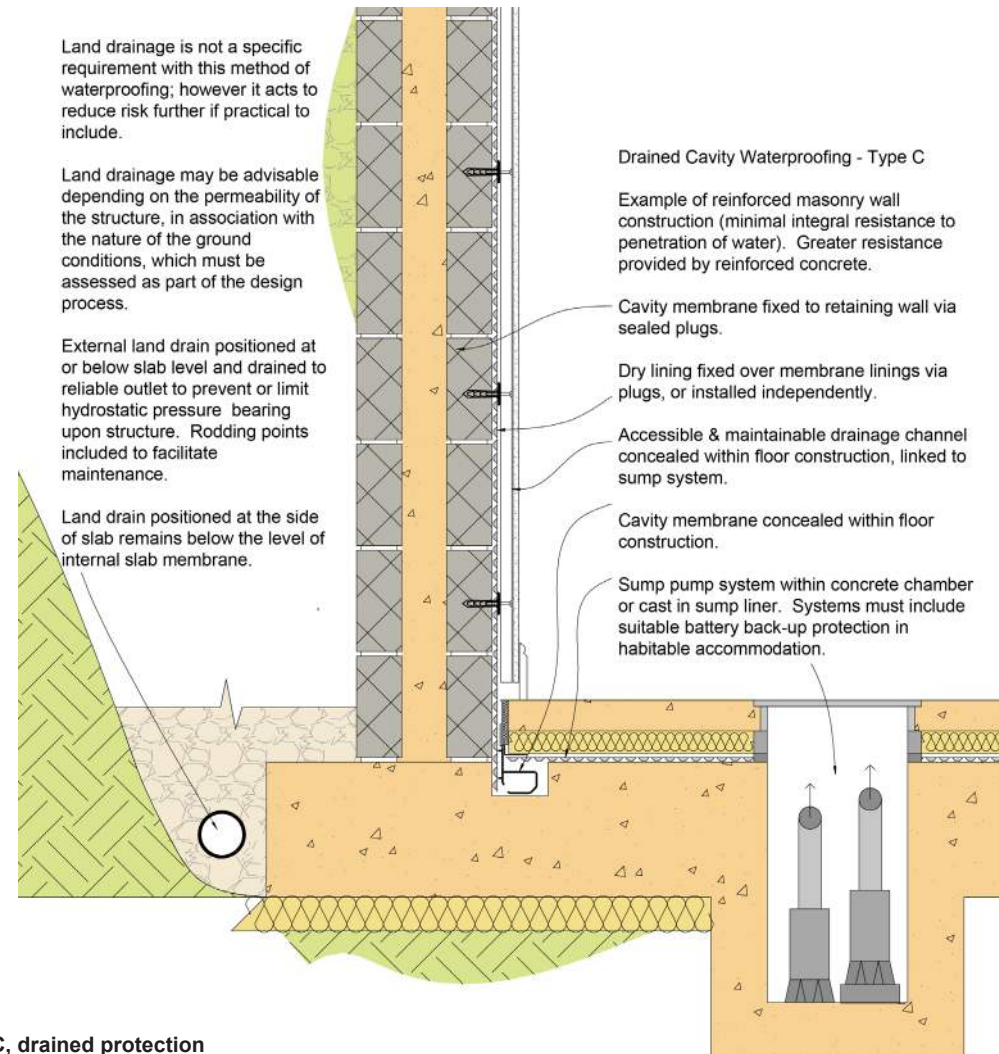 Land drainage is not a specific
requirement with this method of
waterproofing; however it acts to
reduce risk further if practical to
include.
Land drainage may be advisable
depending on the permeability of
the structure, in association with
the nature of the ground
conditions, which must be
assessed as part of the design
process.
External land drain positioned at
or below slab level and drained to
reliable outlet to prevent or limit
hydrostatic pressure bearing
upon structure. Rodding points
included to facilitate
maintenance.
Land drain positioned at the side
of slab remains below the level of
internal slab membrane.
Drained Cavity Waterproofing - Type C
Example of reinforced masonry wall
construction (minimal integral resistance to
penetration of water). Greater resistance
provided by reinforced concrete.
Cavity membrane fixed to retaining wall via
sealed plugs.
Dry lining fixed over membrane linings via
plugs, or installed independently.
Accessible & maintainable drainage channel
concealed within floor construction, linked to
sump system.
Cavity membrane concealed within floor
construction.
Sump pump system within concrete chamber
or cast in sump liner. Systems must include
suitable battery back-up protection in
habitable accommodation.
C, drained protection